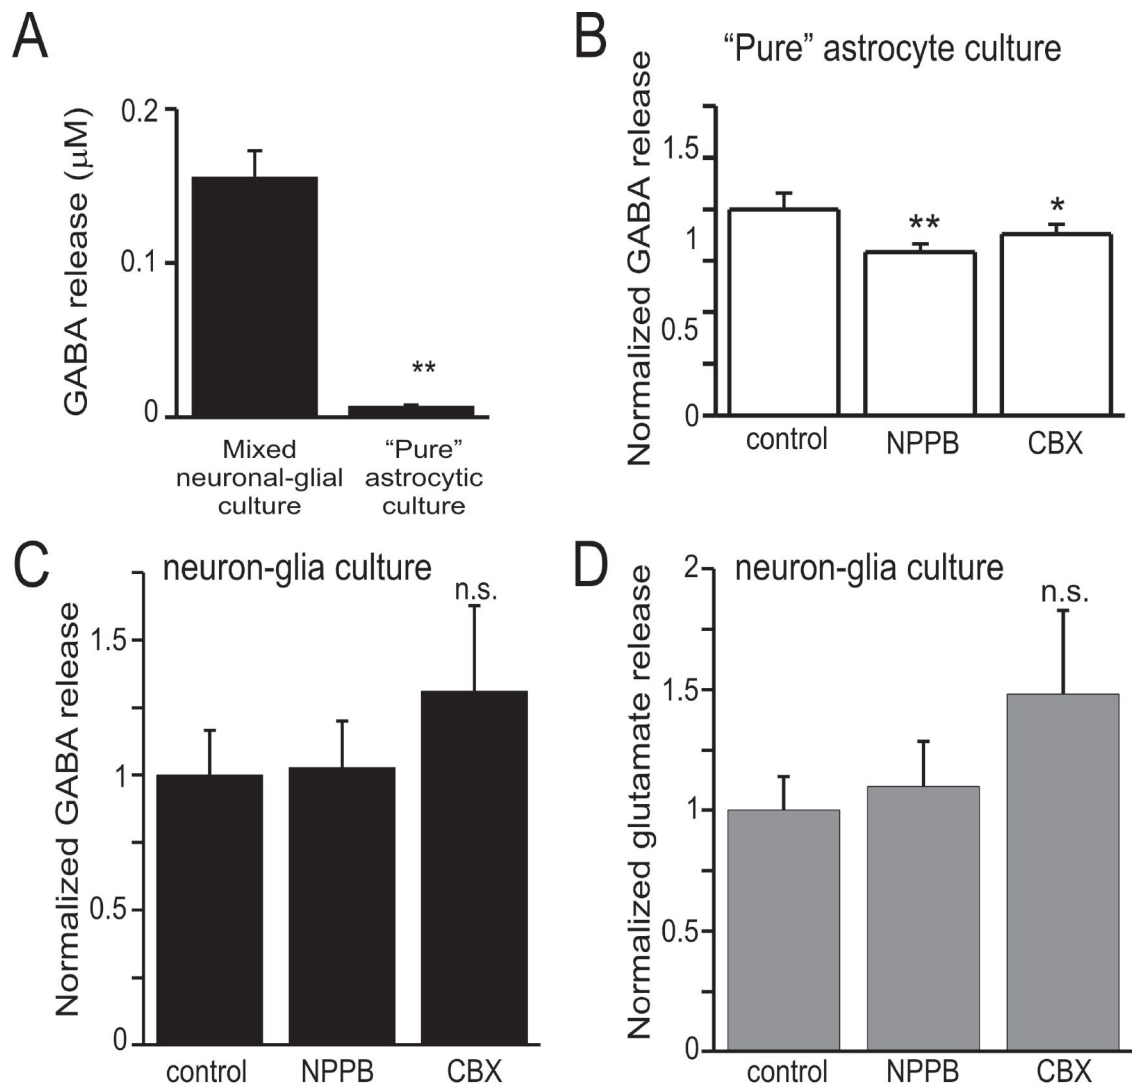 A
GABA release (μM)
0.2
0.1
0
**
Mixed
neuronal-glial
culture
“Pure”
astrocytic
culture
B
“Pure” astrocyte culture
Normalized GABA release
1.5
1
0.5
0
**
*
control
NPPB
CBX
C
neuron-glia culture
Normalized GABA release
1.5
1
0.5
0
n.s.
control
NPPB
CBX
D
neuron-glia culture
Normalized glutamate release
2
1.5
1
0.5
0
n.s.
control
NPPB
CBX